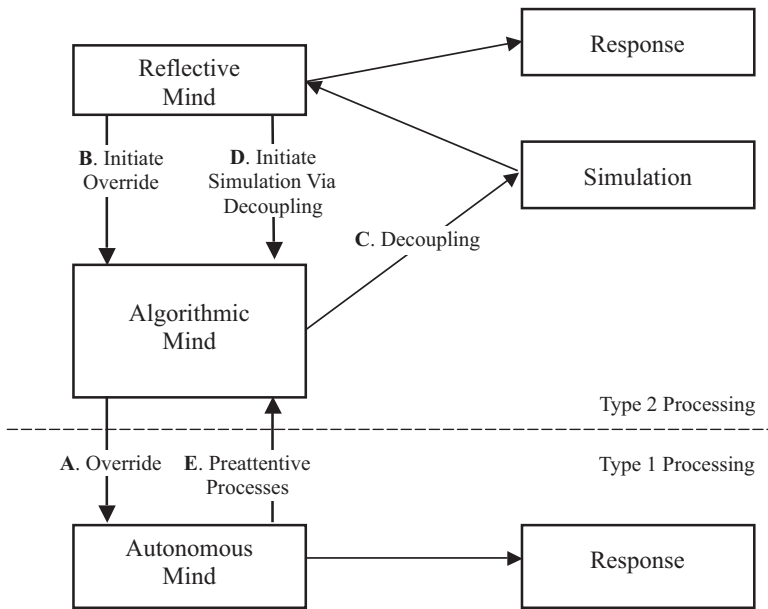 Reflective
Mind
Response
B. Initiate
Override
D. Initiate
Simulation Via
Decoupling
Simulation
C. Decoupling
Algorithmic
Mind
Type 2 Processing
A. Override
E. Preattentive
Processes
Type 1 Processing
Autonomous
Mind
Response